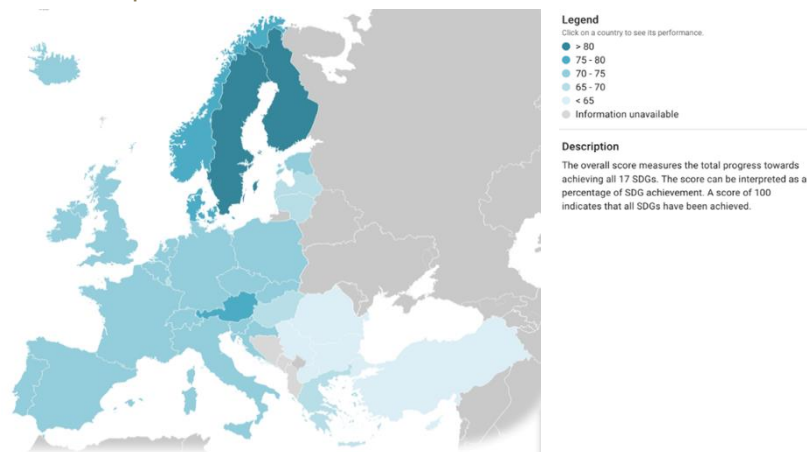 Legend
Click on a country to see its performance.
> 80
75 - 80
70 - 75
65 - 70
< 65
Information unavailable
Description
The overall score measures the total progress towards
achieving all 17 SDGs. The score can be interpreted as a
percentage of SDG achievement. A score of 100
indicates that all SDGs have been achieved.